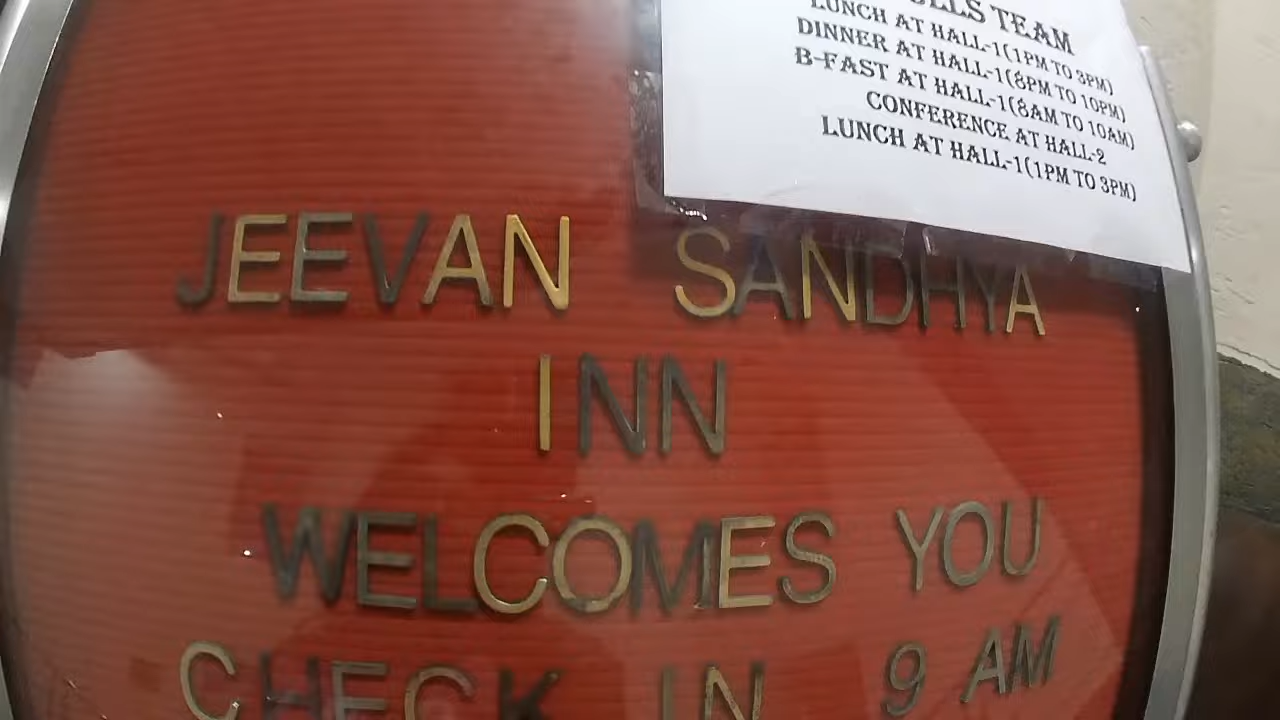 TEAM
LUNCH AT HALL-1(1PM TO 3PM)
DINNER AT HALL-1(8PM TO 10PM)
B-FAST AT HALL-1(8AM TO 10AM)
CONFERENCE AT HALL-2
LUNCH AT HALL-1(1PM TO 3PM)
JEEVAN SANDHYA
INN
WELCOMES YOU
CHECK IN 9 AM